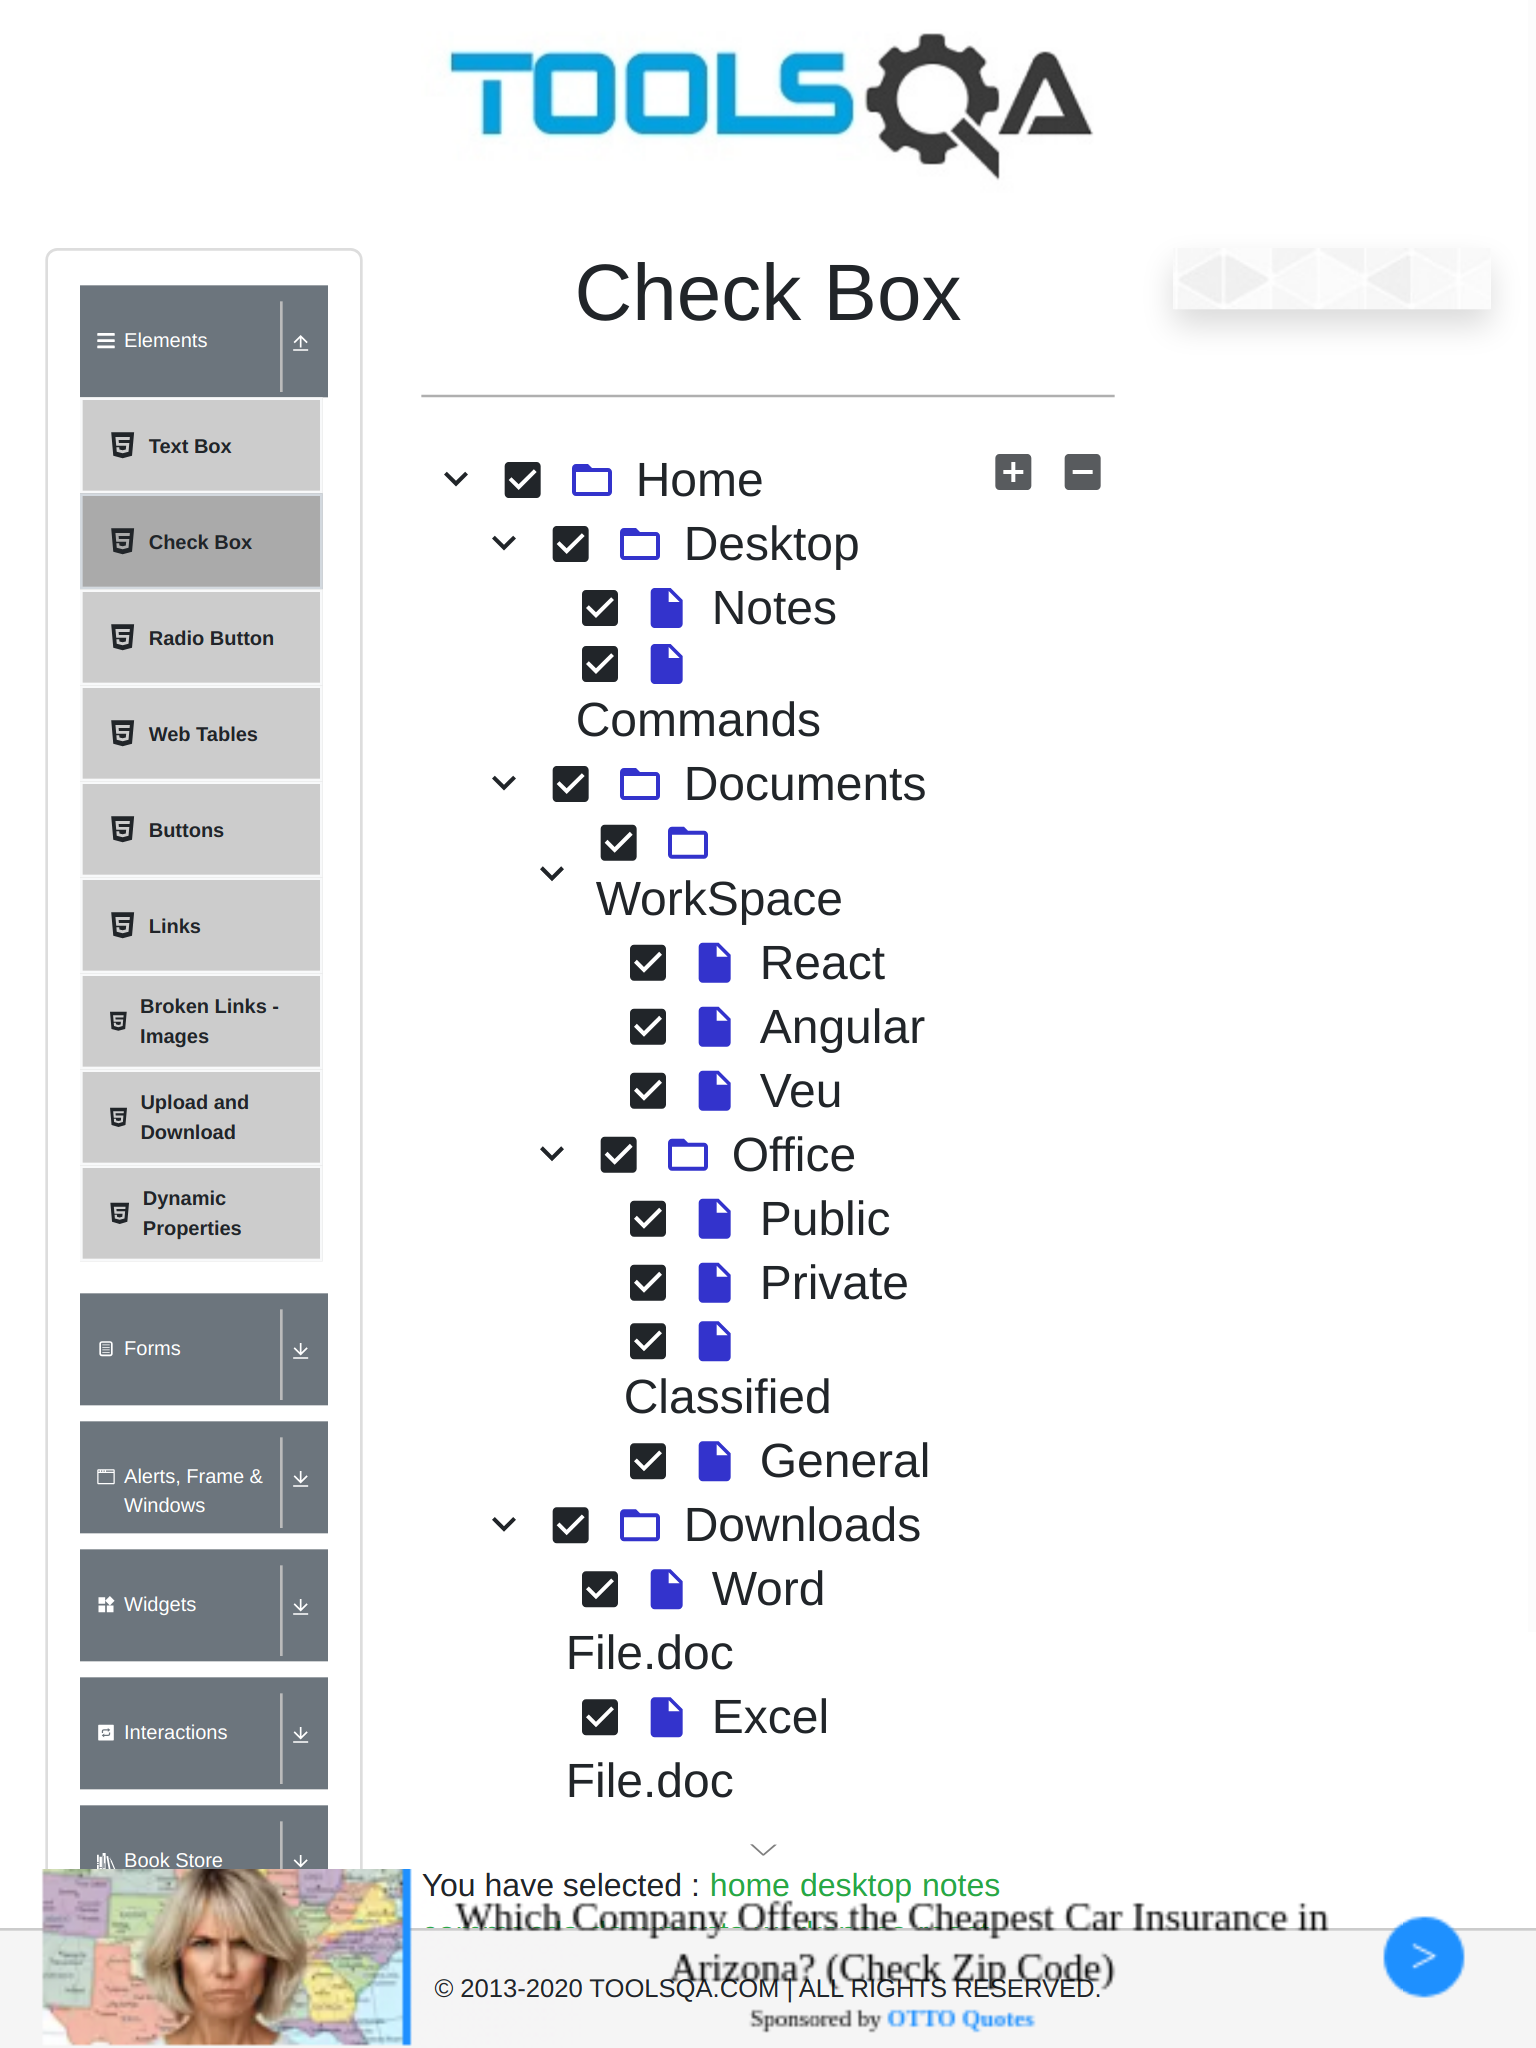 TOOLSQA
Check Box
Elements
Text Box
Check Box
Radio Button
Web Tables
Buttons
Links
Broken Links -
Images
Upload and
Download
Dynamic
Properties
Forms
Alerts, Frame &
Windows
Widgets
Interactions
Book Store
Home
Desktop
Notes
Commands
Documents
WorkSpace
React
Angular
Veu
Office
Public
Private
Classified
General
Downloads
Word
File.doc
Excel
File.doc
You have selected : home desktop notes
Which Company Offers the Cheapest Car Insurance in
Arizona? (Check Zip Code)
© 2013-2020 TOOLSQA.COM | ALL RIGHTS RESERVED.
Sponsored by OTTO Quotes